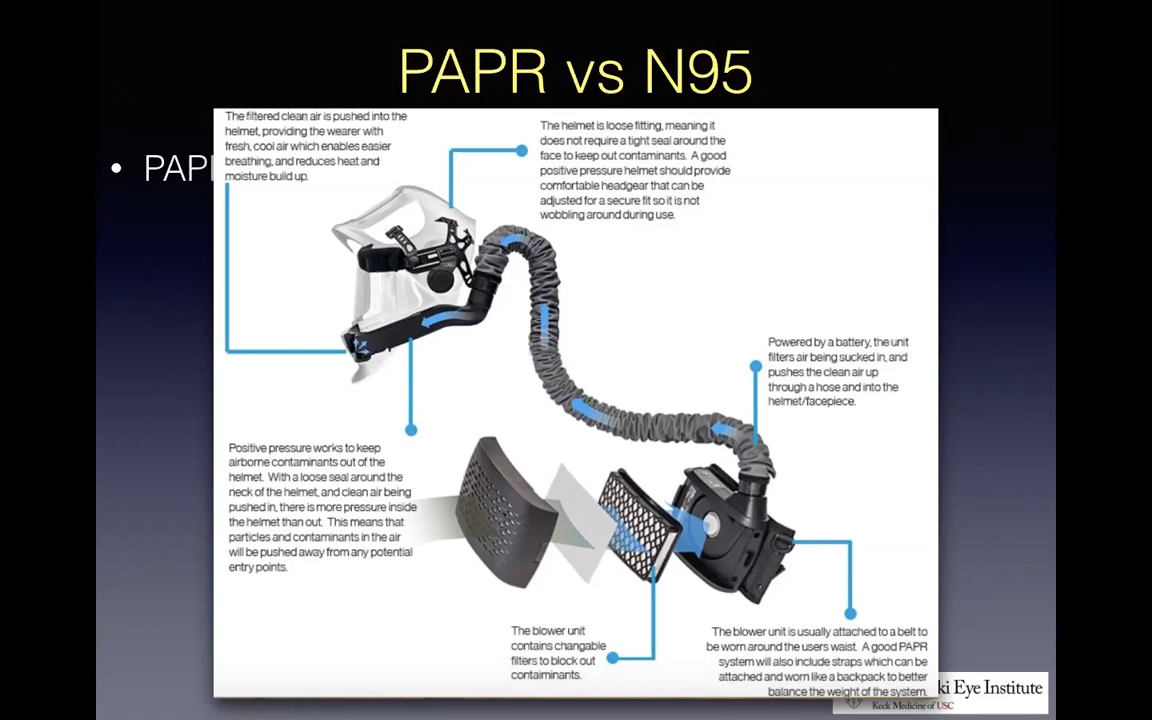 PAPR vs N95
The filtered clean air is pushed into the
helmet, providing the wearer with
fresh, cool air which enables easier
breathing, and reduces heat and
moisture build up.
• PAP
The helmet is loose fitting, meaning it
does not require a tight seal around the
face to keep out contaminants. A good
positive pressure helmet should provide
comfortable headgear that can be
adjusted for a secure fit so it is not
wobbling around during use.
Powered by a battery, the unit
filters air being sucked in, and
pushes the clean air up
through a hose and into the
helmet/facepiece.
Positive pressure works to keep
airborne contaminants out of the
helmet. With a loose seal around the
neck of the helmet, and clean air being
pushed in, there is more pressure inside
the helmet than out. This means that
particles and contaminants in the air
will be pushed away from any potential
entry points.
The blower unit
contains changable
filters to block out
contaiminants.
The blower unit is usually attached to a belt to
be worn around the users waist. A good PAPR
system will also include straps which can be
attached and worn like a backpack to better
balance the weight of the system.
ki Eye Institute
Keck Medicine of USC